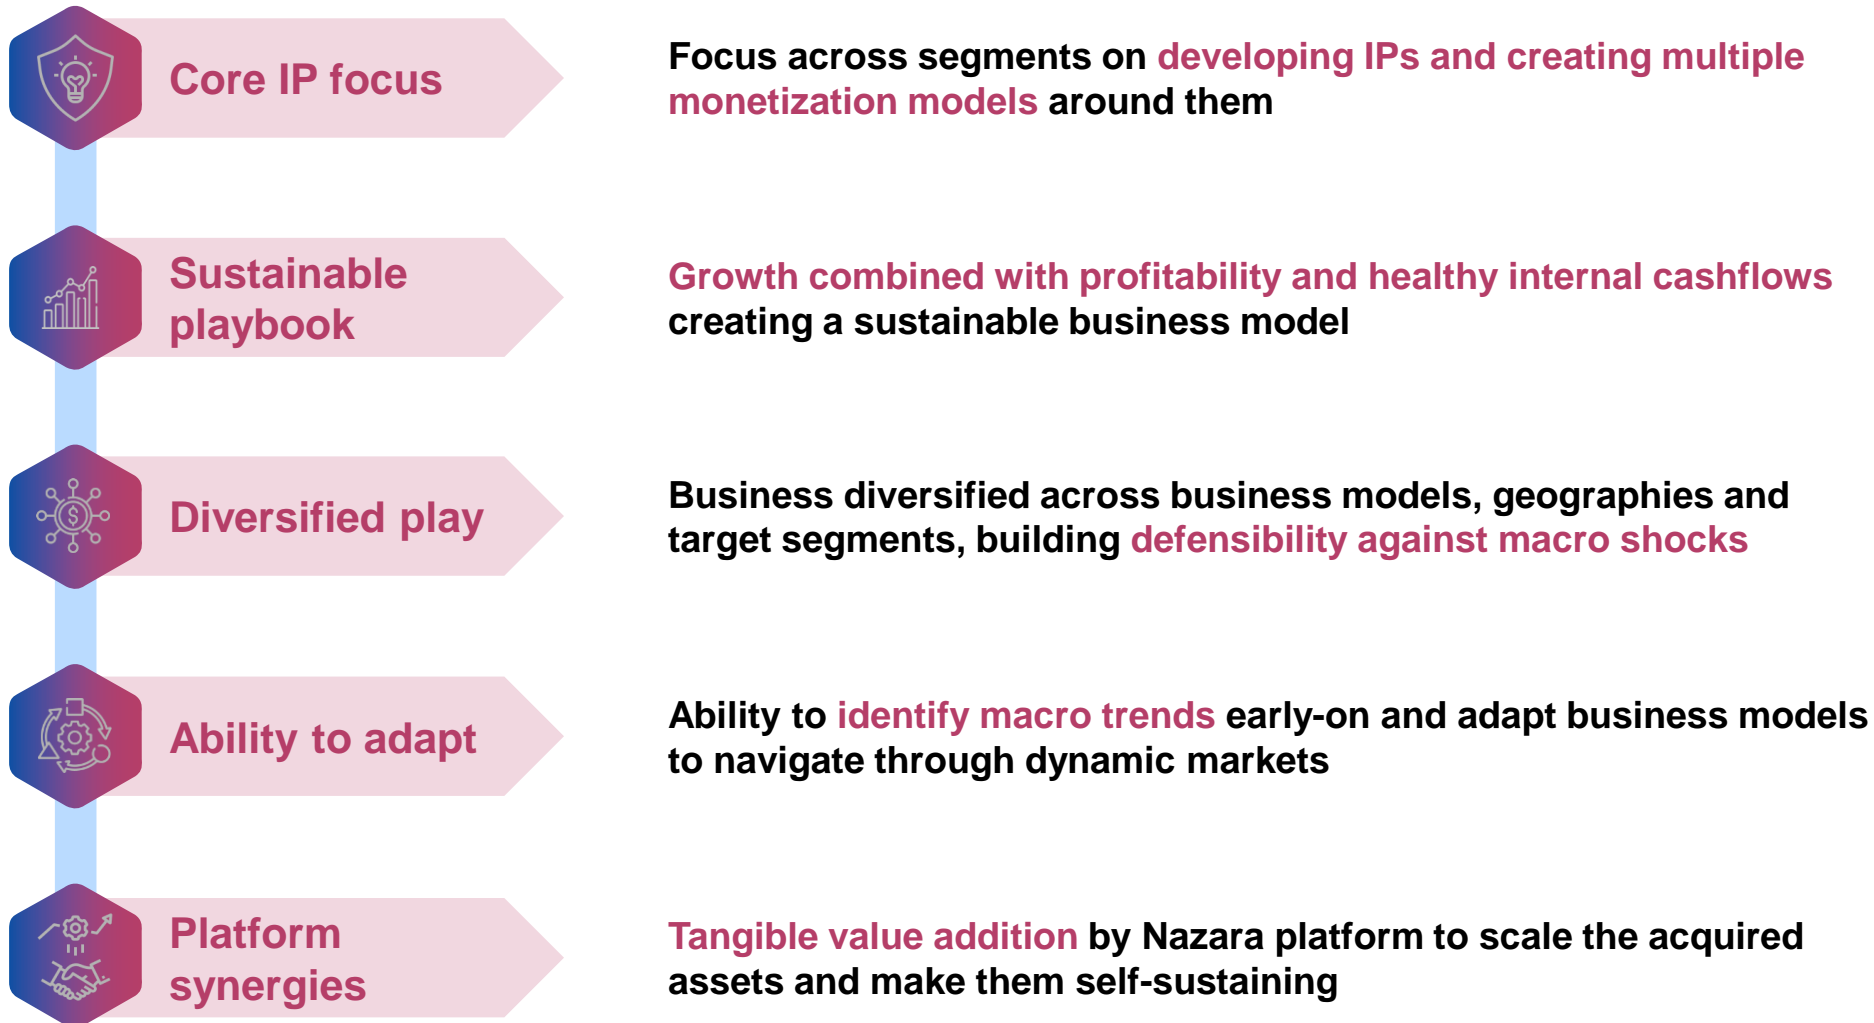 Core IP focus
Focus across segments on developing IPs and creating multiple
monetization models around them
Sustainable
playbook
Growth combined with profitability and healthy internal cashflows
creating a sustainable business model
Diversified play
Business diversified across business models, geographies and
target segments, building defensibility against macro shocks
Ability to adapt
Ability to identify macro trends early-on and adapt business models
to navigate through dynamic markets
Platform
synergies
Tangible value addition by Nazara platform to scale the acquired
assets and make them self-sustaining